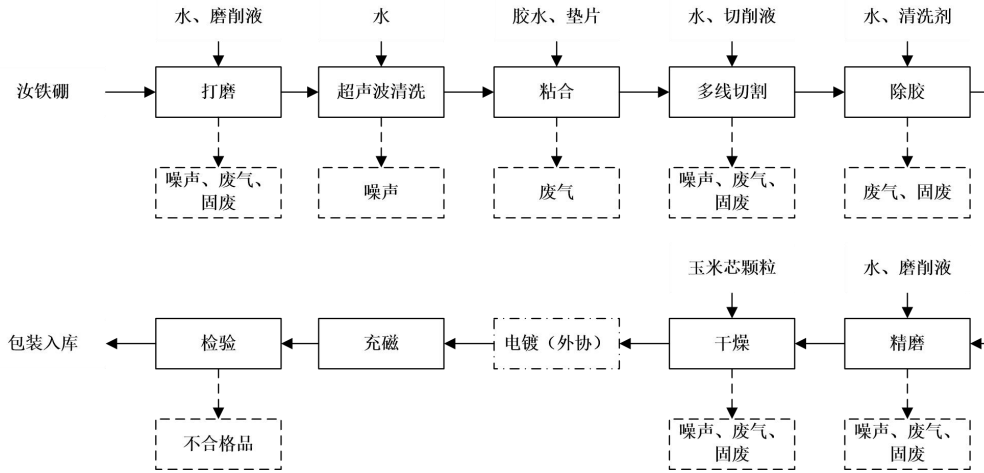 水、磨削液
水
胶水、垫片
水、切削液
水、清洗剂
汝铁硼
打磨
超声波清洗
粘合
多线切割
除胶
噪声、废气、
固废
噪声
废气
噪声、废气、
固废
废气、固废
玉米芯颗粒
水、磨削液
包装入库
检验
充磁
电镀（外协）
干燥
精磨
不合格品
噪声、废气、
固废
噪声、废气、
固废